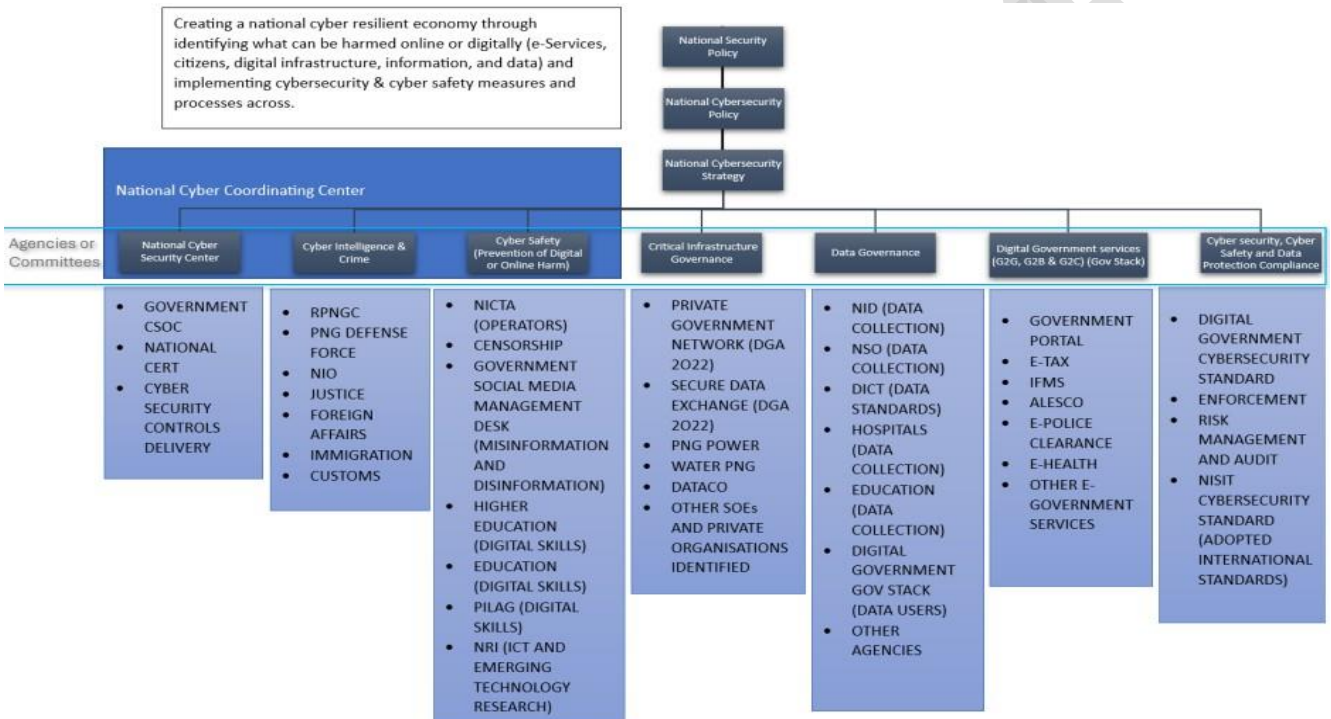 Creating a national cyber resilient economy through
identifying what can be harmed online or digitally (e-Services,
citizens, digital infrastructure, information, and data) and
implementing cybersecurity & cyber safety measures and
processes across.
National Security
Policy
National Cybersecurity
Policy
National Cybersecurity
Strategy
National Cyber Coordinating Center
Agencies or
Committees
National Cyber
Security Center
Cyber Intelligence &
Crime
Cyber Safety
(Prevention of Digital
or Online Harm)
Critical Infrastructure
Governance
Data Governance
Digital Government services
(G2G, G2B & G2C) (Gov Stack)
Cyber security, Cyber
Safety and Data
Protection Compliance
• GOVERNMENT
CSOC
• NATIONAL
CERT
• CYBER
SECURITY
CONTROLS
DELIVERY
• RPNGC
• PNG DEFENSE
FORCE
• NIO
• JUSTICE
• FOREIGN
AFFAIRS
• IMMIGRATION
• CUSTOMS
• NICTA
(OPERATORS)
• CENSORSHIP
• GOVERNMENT
SOCIAL MEDIA
MANAGEMENT
DESK
(MISINFORMATION
AND
DISINFORMATION)
• HIGHER
EDUCATION
(DIGITAL SKILLS)
• EDUCATION
(DIGITAL SKILLS)
• PILAG (DIGITAL
SKILLS)
• NRI (ICT AND
EMERGING
TECHNOLOGY
RESEARCH)
• PRIVATE
GOVERNMENT
NETWORK (DGA
2O22)
• SECURE DATA
EXCHANGE (DGA
2O22)
• PNG POWER
• WATER PNG
• DATACO
• OTHER SOEs
AND PRIVATE
ORGANISATIONS
IDENTIFIED
• NID (DATA
COLLECTION)
• NSO (DATA
COLLECTION)
• DICT (DATA
STANDARDS)
• HOSPITALS
(DATA
COLLECTION)
• EDUCATION
(DATA
COLLECTION)
• DIGITAL
GOVERNMENT
GOV STACK
(DATA USERS)
• OTHER
AGENCIES
• GOVERNMENT
PORTAL
• E-TAX
• IFMS
• ALESCO
• E-POLICE
CLEARANCE
• E-HEALTH
• OTHER E-
GOVERNMENT
SERVICES
• DIGITAL
GOVERNMENT
CYBERSECURITY
STANDARD
• ENFORCEMENT
• RISK
MANAGEMENT
AND AUDIT
• NISIT
CYBERSECURITY
STANDARD
(ADOPTED
INTERNATIONAL
STANDARDS)